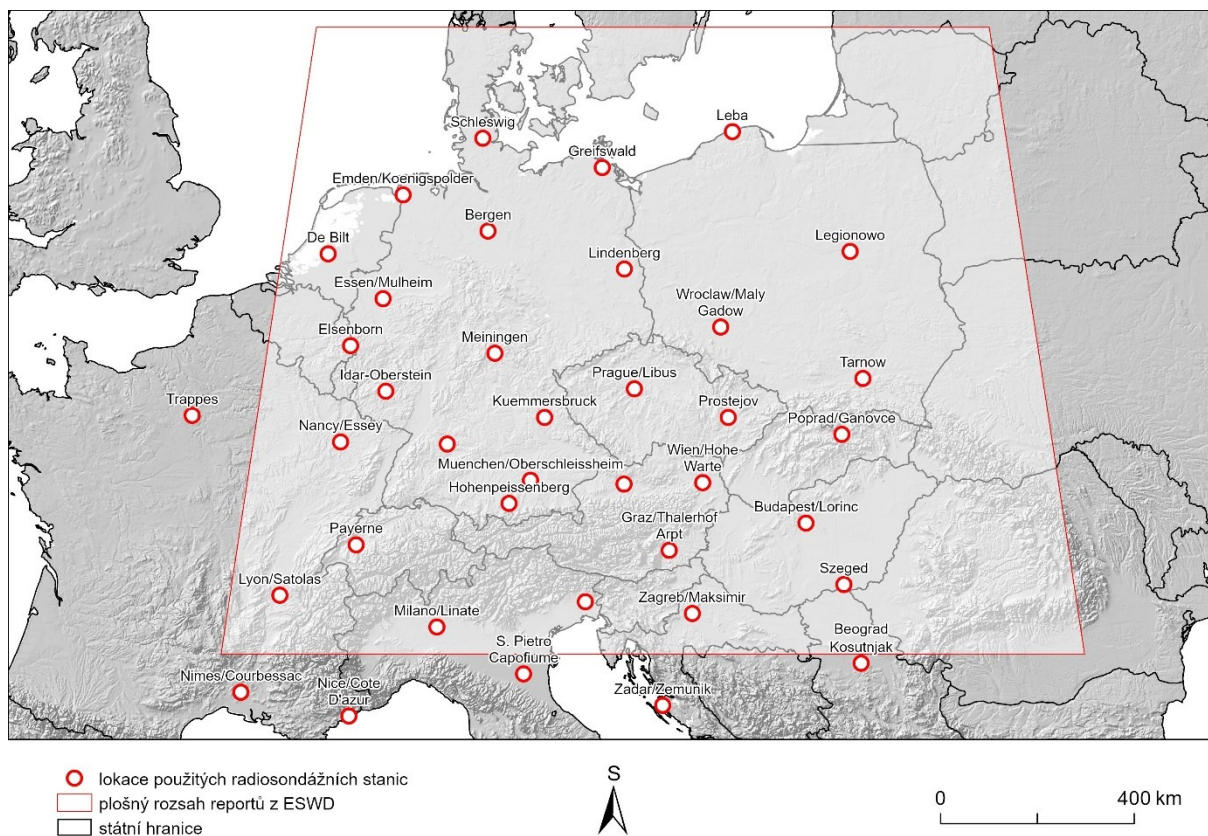 Leba
Schleswig
Greifswald
Emden/Koenigspolder
Bergen
De Bilt
Legionowo
Lindenberg
Essen/Mulheim
Wroclaw/Maly
Gadow
Elsenborn
Meiningen
Tarnow
Idar-Oberstein
Prague/Libus
Trappes
Kuemmersbruck
Prostejov
Poprad/Ganovce
Nancy/Essey
Wien/Hohe
Warte
Muenchen/Oberschleissheim
Hohenpeissenberg
Budapest/Lorinc
Graz/Thalerhof
Arpt
Payerne
Szeged
Lyon/Satolas
Zagreb/Maksimir
Milano/Linate
Beograd
Kosutnjak
S. Pietro
Capofiume
Nimes/Courbessac
Nice/Cote
D'azur
Zadar/Zemunik
lokace použitých radiosondážních stanic
plošný rozsah reportů z ESWD
státní hranice
S
0 400 km